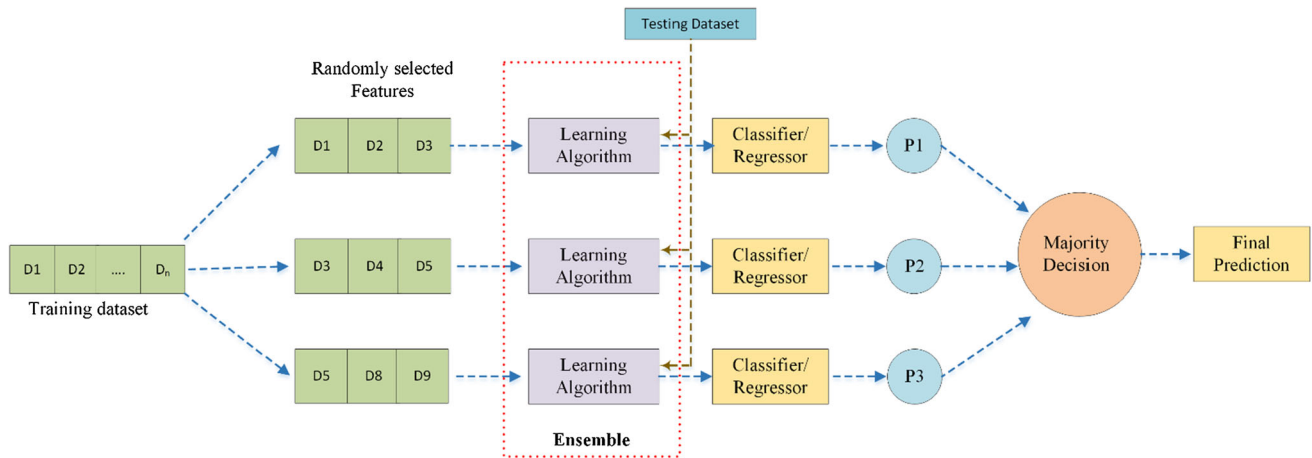 Testing Dataset
Randomly selected
Features
D1 D2 D3
Learning
Algorithm
Classifier/
Regressor
P1
D1 D2 .... Dn
Training dataset
D3 D4 D5
Learning
Algorithm
Classifier/
Regressor
P2
Majority
Decision
Final
Prediction
D5 D8 D9
Learning
Algorithm
Classifier/
Regressor
P3
Ensemble